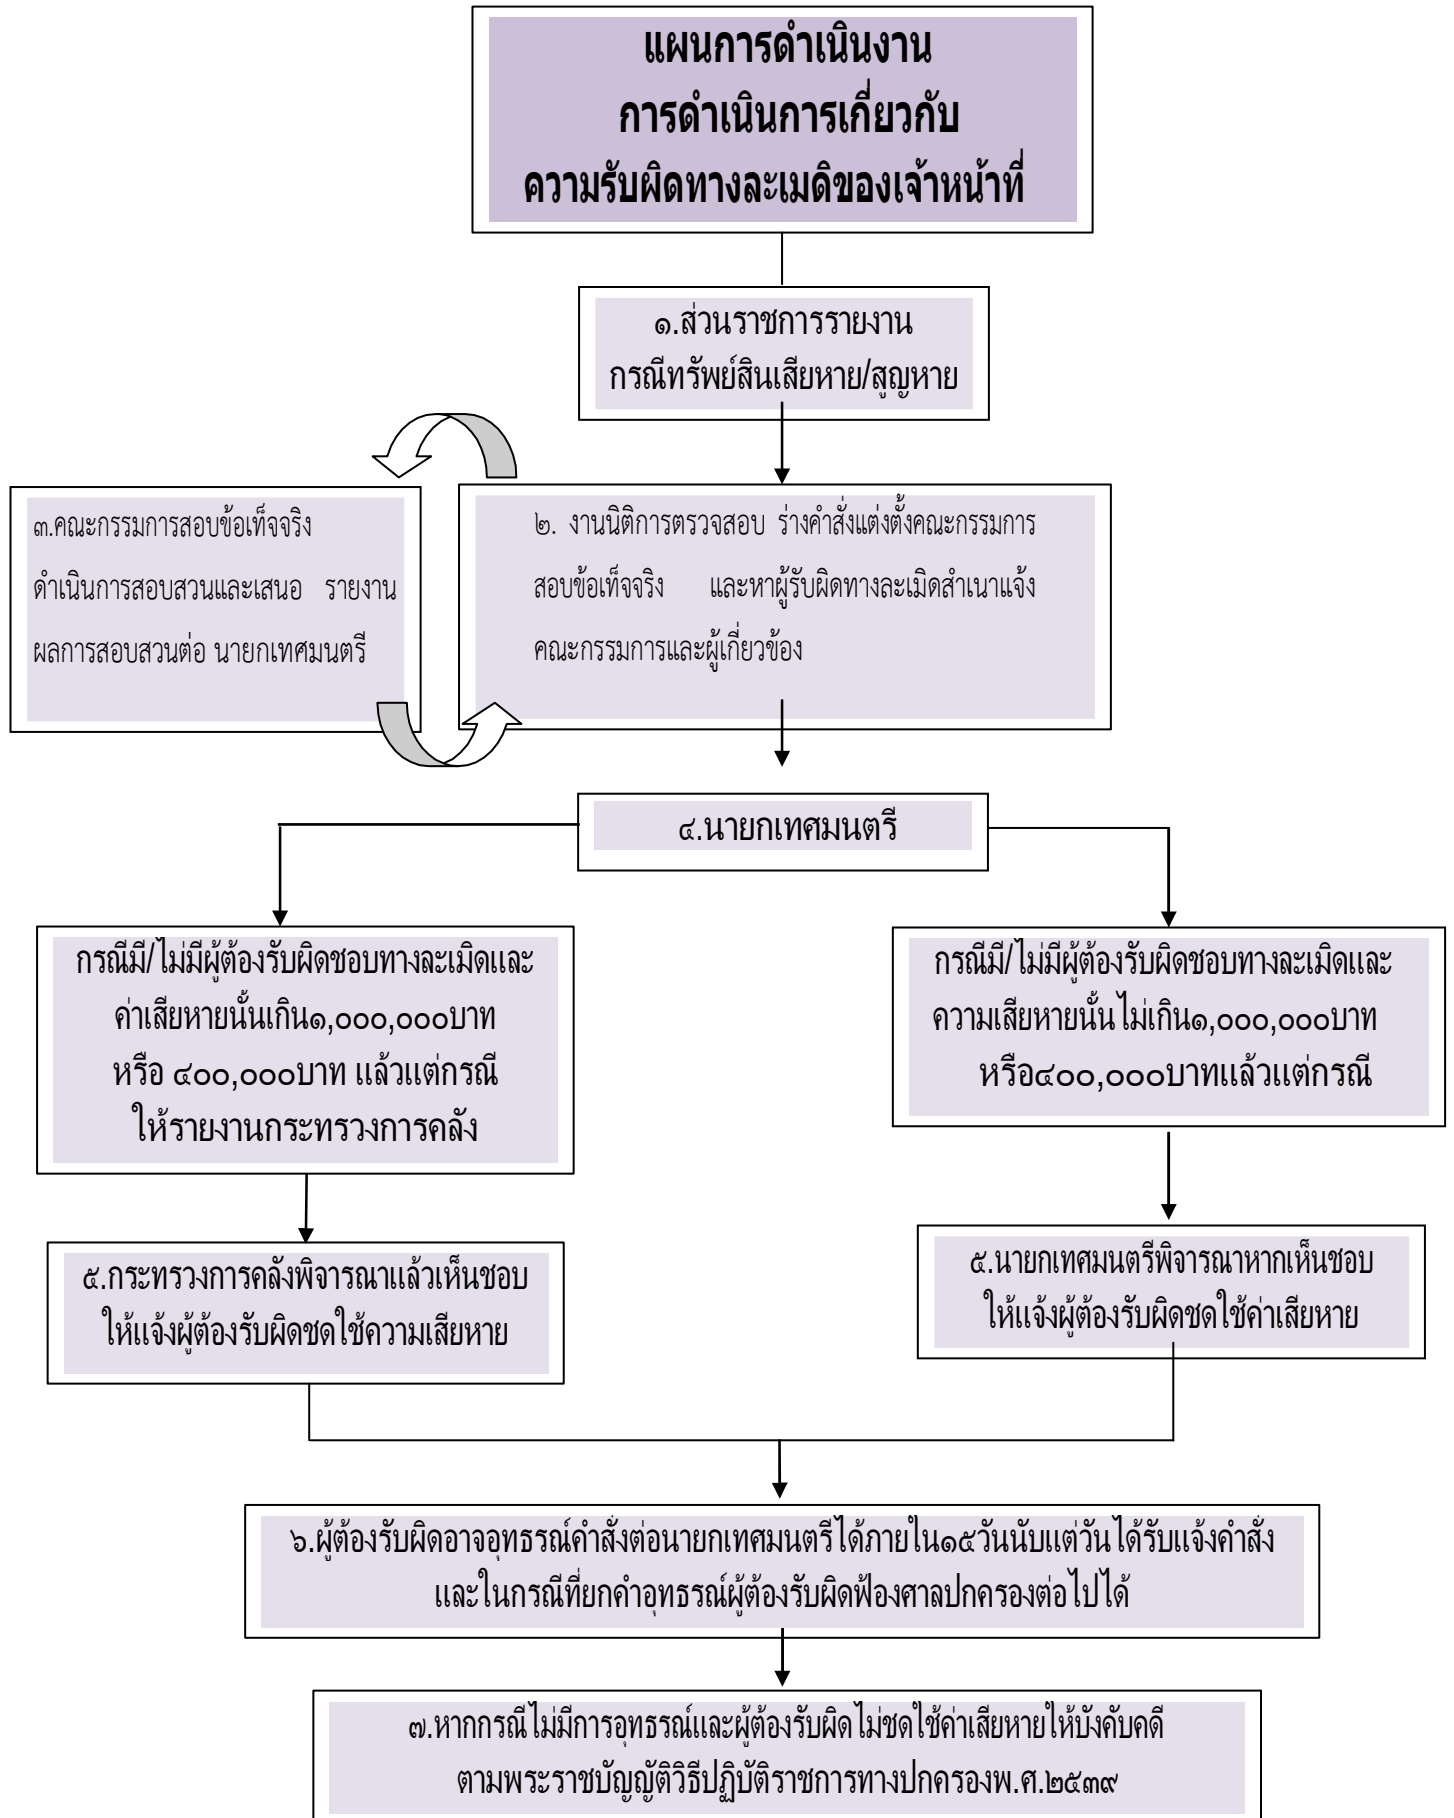 แผนการดำเนินงาน
การดำเนินการเกี่ยวกับ
ความรับผิดทางละเมดิของเจ้าหน้าที่
๑.ส่วนราชการรายงาน
กรณีทรัพย์สินเสียหาย/สูญหาย
๒. งานนิติการตรวจสอบ ร่างคำสั่งแต่งตั้งคณะกรรมการ
สอบข้อเท็จจริง และหาผู้รับผิดทางละเมิดสำเนาแจ้ง
คณะกรรมการและผู้เกี่ยวข้อง
๓.คณะกรรมการสอบข้อเท็จจริง
ดำเนินการสอบสวนและเสนอ รายงาน
ผลการสอบสวนต่อ นายกเทศมนตรี
๔.นายกเทศมนตรี
กรณีมี/ไม่มีผู้ต้องรับผิดชอบทางละเมิดและ
ค่าเสียหายนั้นเกิน๑,๐๐๐,๐๐๐บาท
หรือ ๔๐๐,๐๐๐บาท แล้วแต่กรณี
ให้รายงานกระทรวงการคลัง
กรณีมี/ไม่มีผู้ต้องรับผิดชอบทางละเมิดและ
ความเสียหายนั้นไม่เกิน๑,๐๐๐,๐๐๐บาท
หรือ๔๐๐,๐๐๐บาทแล้วแต่กรณี
๕.กระทรวงการคลังพิจารณาแล้วเห็นชอบ
ให้แจ้งผู้ต้องรับผิดชดใช้ความเสียหาย
๕.นายกเทศมนตรีพิจารณาหากเห็นชอบ
ให้แจ้งผู้ต้องรับผิดชดใช้ค่าเสียหาย
๖.ผู้ต้องรับผิดอาจอุทธรณ์คำสั่งต่อนายกเทศมนตรีได้ภายใน๑๕วันนับแต่วันได้รับแจ้งคำสั่ง
และในกรณีที่ยกคำอุทธรณ์ผู้ต้องรับผิดฟ้องศาลปกครองต่อไปได้
๗.หากกรณีไม่มีการอุทธรณ์และผู้ต้องรับผิดไม่ชดใช้ค่าเสียหายให้บังคับคดี
ตามพระราชบัญญัติวิธีปฏิบัติราชการทางปกครองพ.ศ.๒๕๓๙